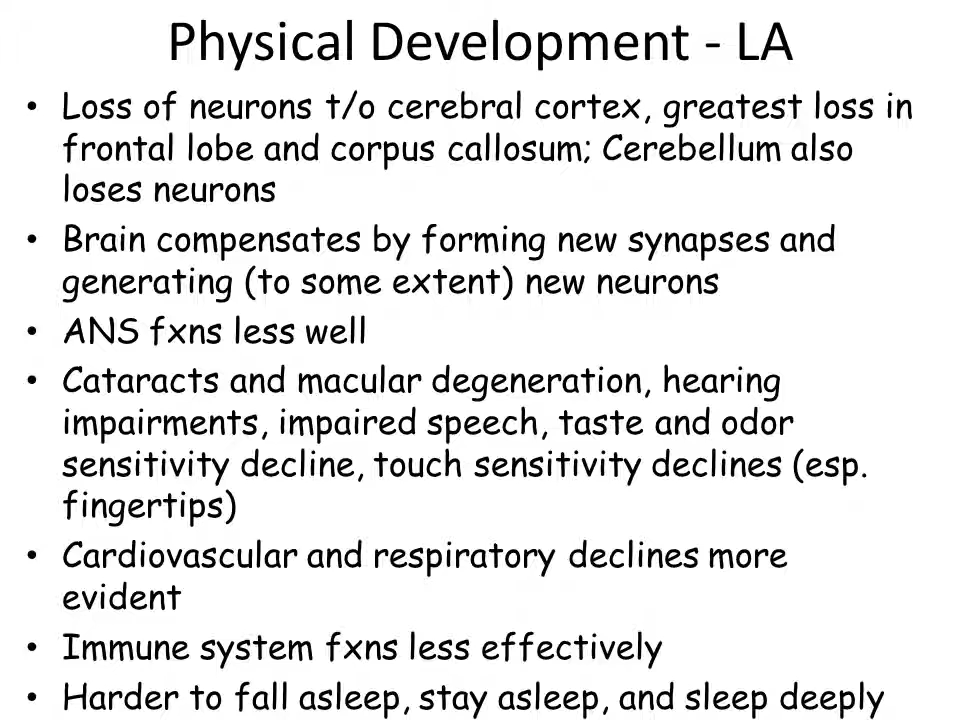 Physical Development - LA
• Loss of neurons t/o cerebral cortex, greatest loss in
frontal lobe and corpus callosum; Cerebellum also
loses neurons
• Brain compensates by forming new synapses and
generating (to some extent) new neurons
• ANS fxns less well
• Cataracts and macular degeneration, hearing
impairments, impaired speech, taste and odor
sensitivity decline, touch sensitivity declines (esp.
fingertips)
• Cardiovascular and respiratory declines more
evident
• Immune system fxns less effectively
• Harder to fall asleep, stay asleep, and sleep deeply